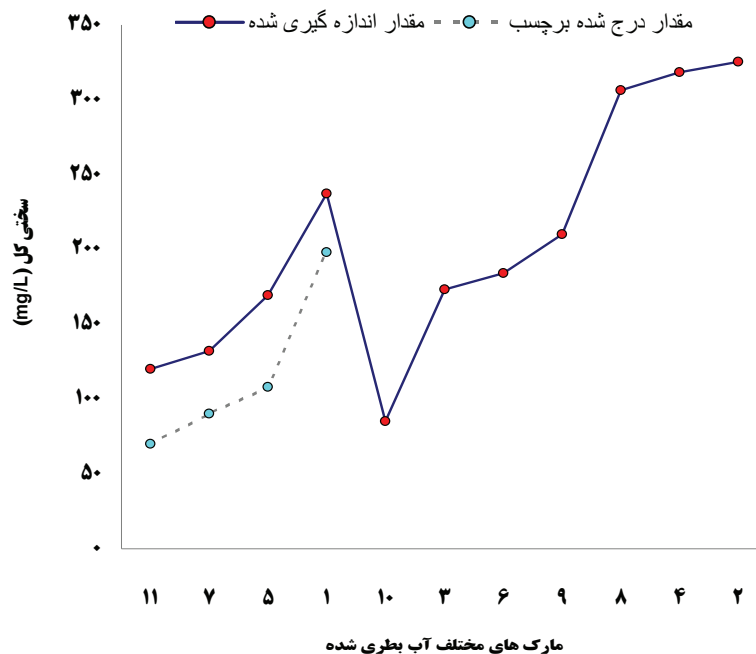 مقدار اندازه گیری شده
مقدار درج شده برچسب
۳۵۰
۳۰۰
۲۵۰
۲۰۰
۱۵۰
۱۰۰
۵۰
۰
سختی کل (mg/L)
۱۱ ۷ ۵ ۱ ۱۰ ۳ ۶ ۹ ۸ ۴ ۲
مارک های مختلف آب بطری شده